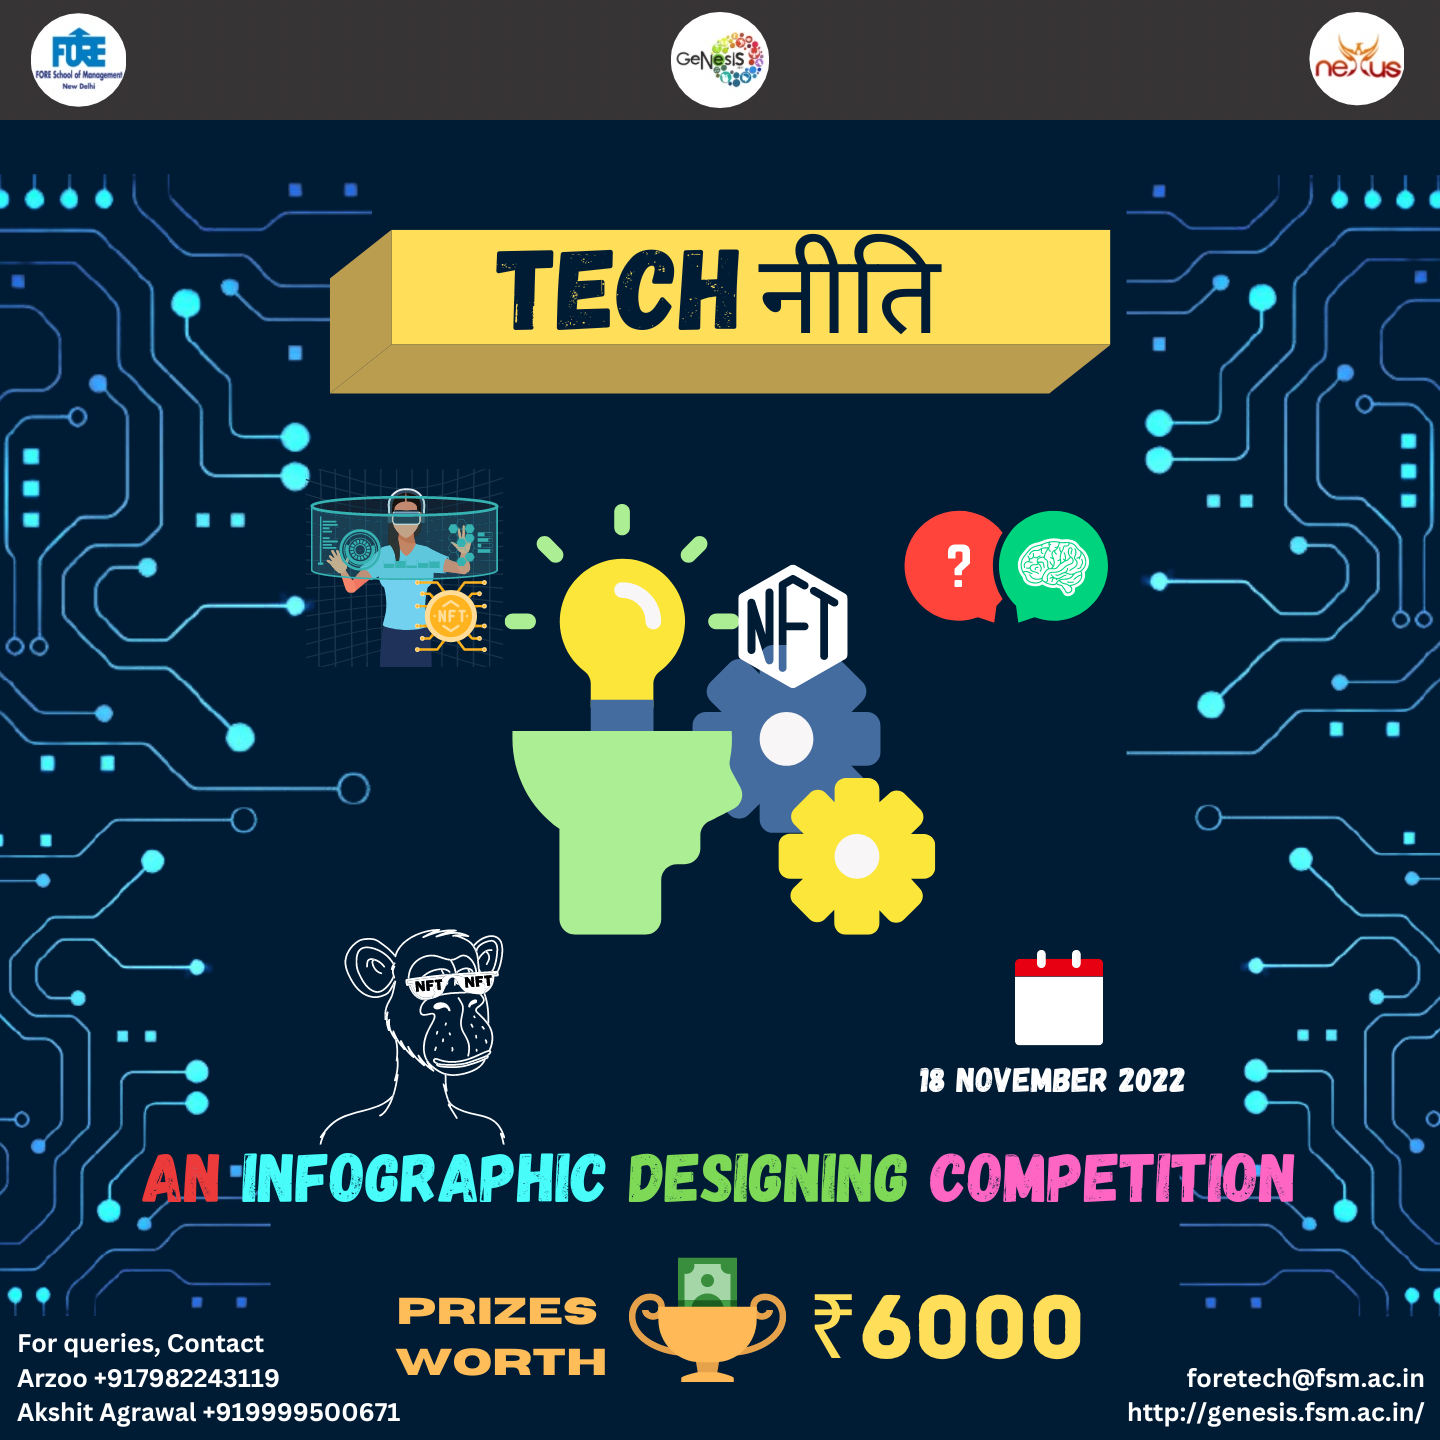 FORE
FORE School of Management
New Delhi
GeNesIS
nexus
TECH नीति
NFT
NFT
?
NFT NFT
18 NOVEMBER 2022
AN INFOGRAPHIC DESIGNING COMPETITION
PRIZES
WORTH
₹6000
For queries, Contact
Arzoo +917982243119
Akshit Agrawal +919999500671
foretech@fsm.ac.in
http://genesis.fsm.ac.in/